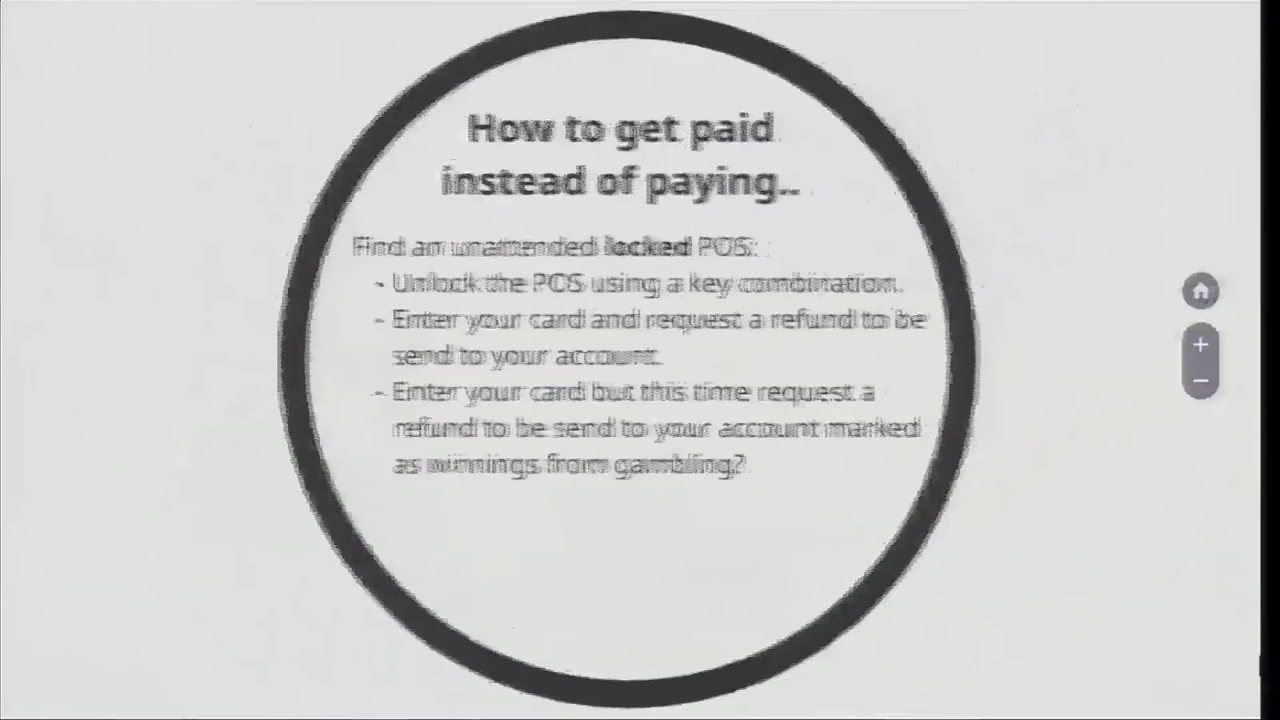 How to get paid
instead of paying..
Find an unattended locked POS:
- Unlock the POS using a key combination.
- Enter your card and request a refund to be
send to your account.
- Enter your card but this time request a
refund to be send to your account marked
as winnings from gambling?
+
−